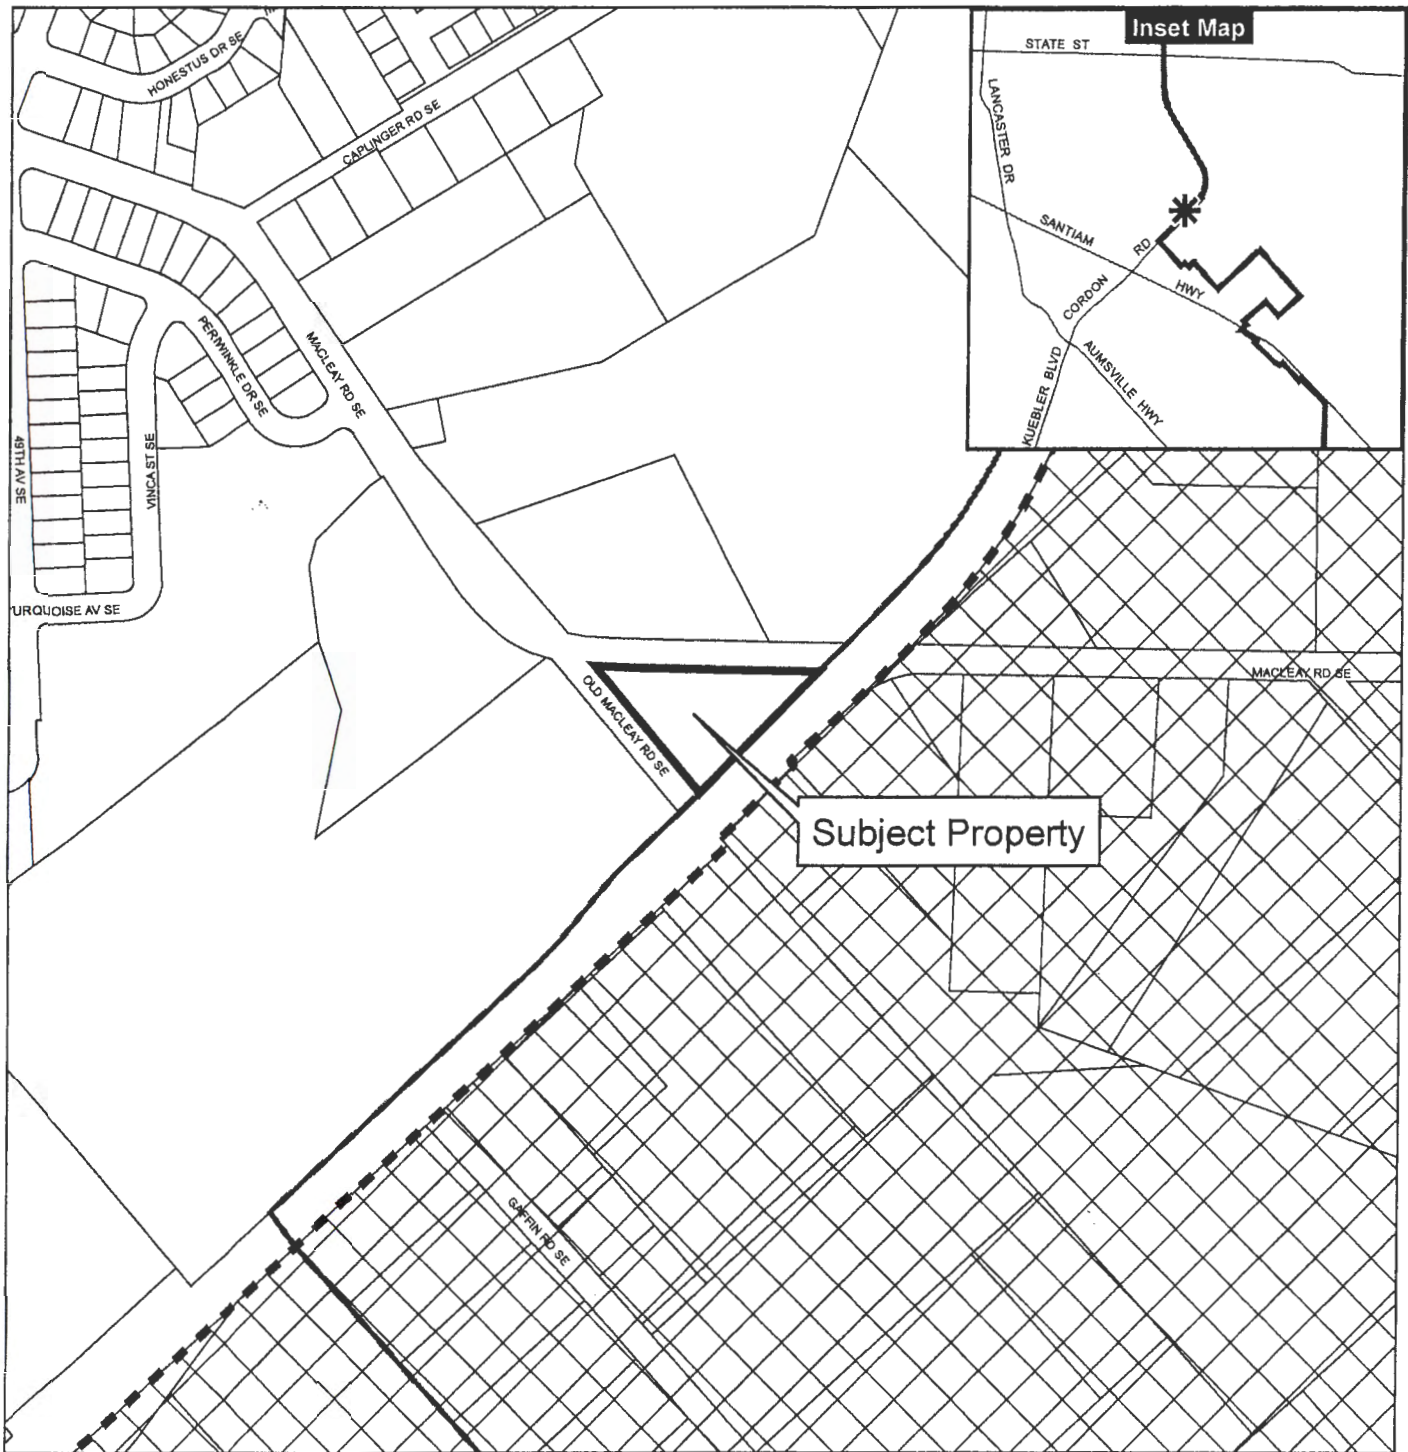 Inset Map
STATE ST
LANCASTER DR
SANTIAM
HWY
CORDON
RD
KUEBLER BLVD
AUMSVILLE HWY
HONESTUS DR SE
CAPLINGER RD SE
PERIWINKLE DR SE
MACLEAY RD SE
49TH AV SE
VINCA ST SE
URQUOISE AV SE
OLD MACLEAY RD SE
MACLEAY RD SE
Subject Property
GAFFIN RD SE